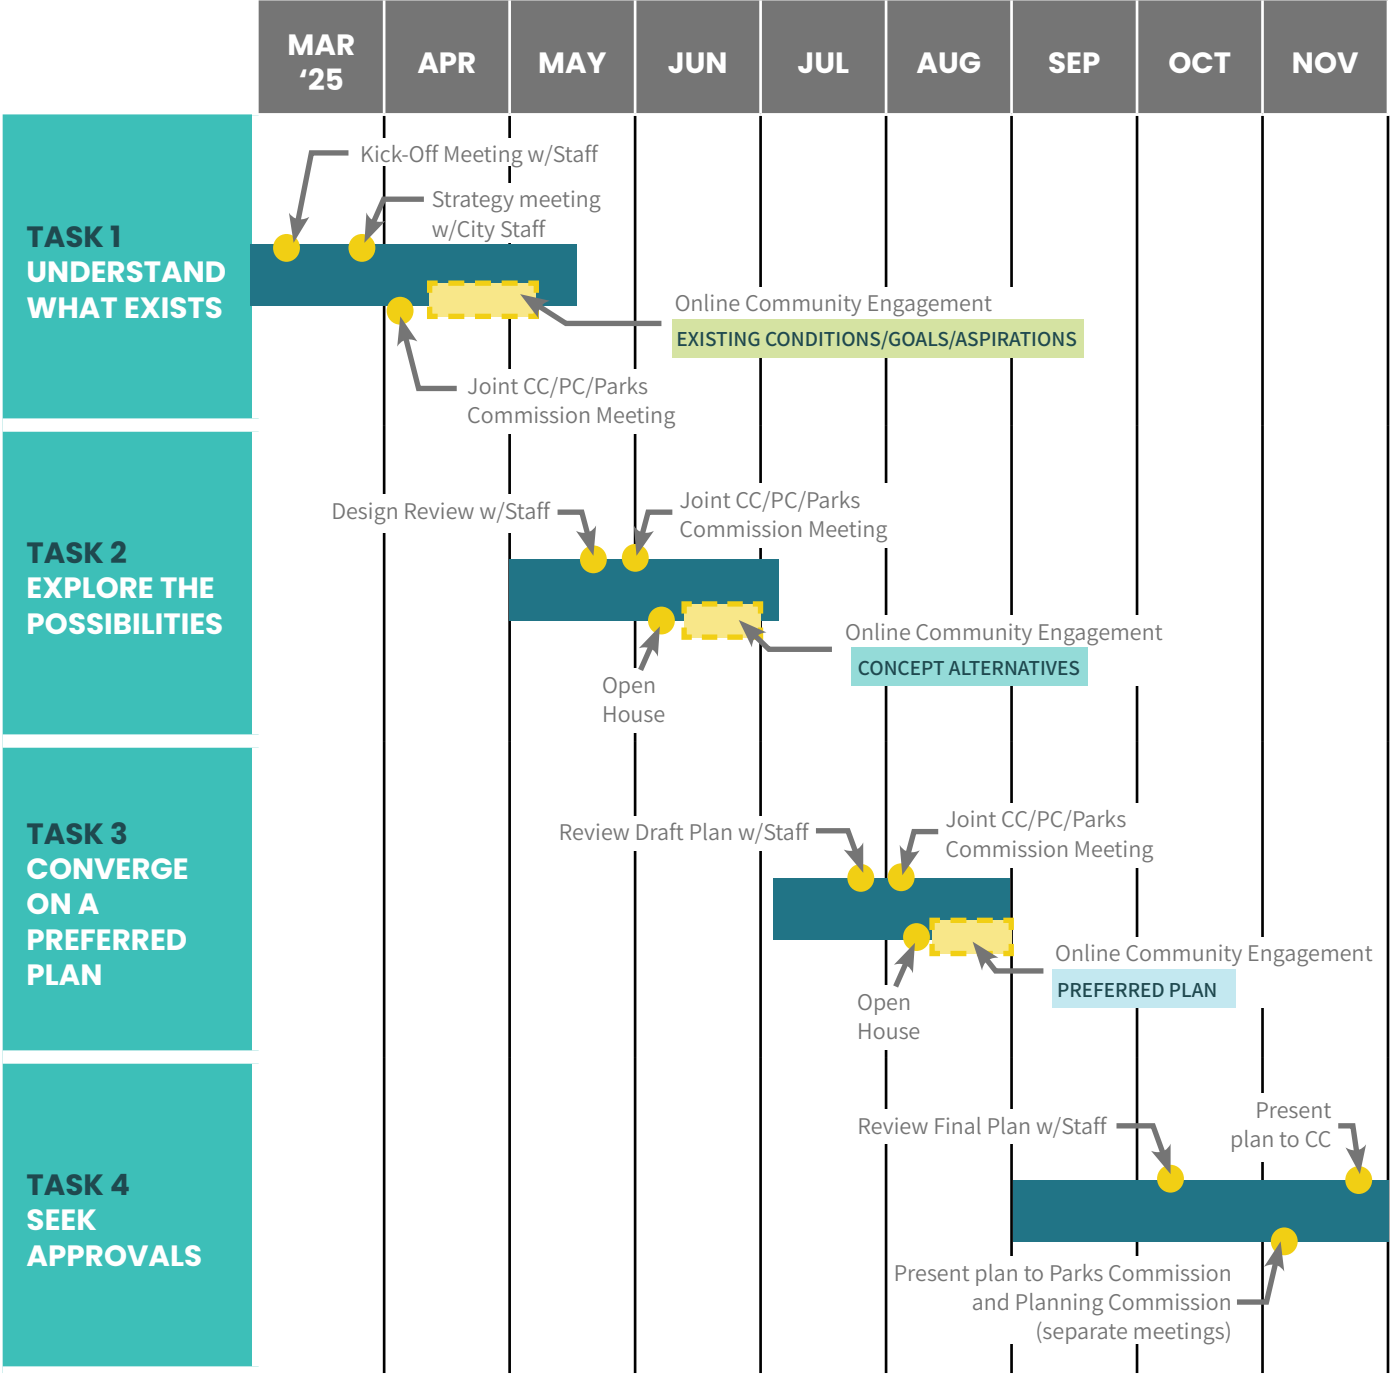 MAR
‘25
APR
MAY
JUN
JUL
AUG
SEP
OCT
NOV
TASK 1
UNDERSTAND
WHAT EXISTS
Kick-Off Meeting w/Staff
Strategy meeting
w/City Staff
Online Community Engagement
EXISTING CONDITIONS/GOALS/ASPIRATIONS
Joint CC/PC/Parks
Commission Meeting
TASK 2
EXPLORE THE
POSSIBILITIES
Design Review w/Staff
Joint CC/PC/Parks
Commission Meeting
Online Community Engagement
CONCEPT ALTERNATIVES
Open
House
TASK 3
CONVERGE
ON A
PREFERRED
PLAN
Review Draft Plan w/Staff
Joint CC/PC/Parks
Commission Meeting
Online Community Engagement
PREFERRED PLAN
Open
House
TASK 4
SEEK
APPROVALS
Review Final Plan w/Staff
Present
plan to CC
Present plan to Parks Commission
and Planning Commission
(separate meetings)